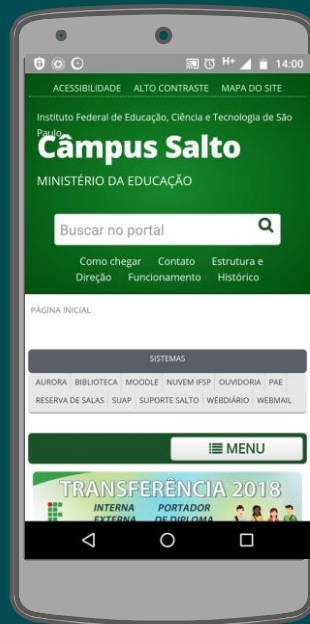 H+ 14:00
ACESSIBILIDADE ALTO CONTRASTE MAPA DO SITE
Instituto Federal de Educação, Ciência e Tecnologia de São
Paulo
Câmpus Salto
MINISTÉRIO DA EDUCAÇÃO
Buscar no portal
Como chegar Contato Estrutura e
Direção Funcionamento Histórico
PÁGINA INICIAL
SISTEMAS
AURORA BIBLIOTECA MOODLE NUVEM IFSP OUVIDORIA PAE
RESERVA DE SALAS SUAP SUPORTE SALTO WEBDIÁRIO WEBMAIL
MENU
TRANSFERÊNCIA 2018
INTERNA PORTADOR
EXTERNA DE DIPLOMA